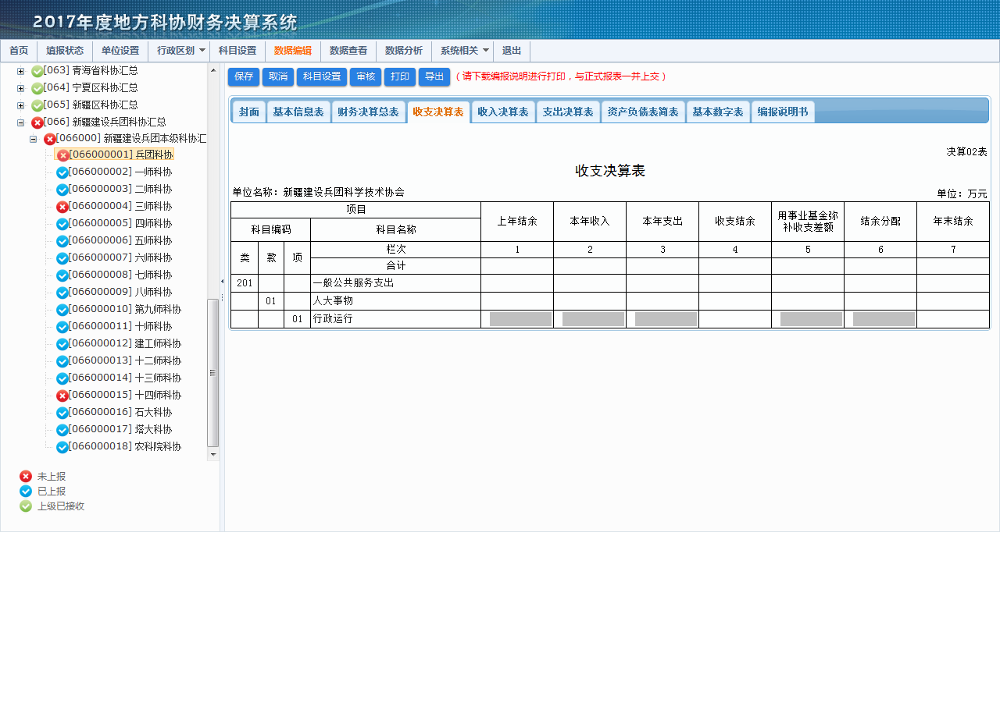 2017年度地方科协财务决算系统
首页 填报状态 单位设置 行政区划 科目设置 数据编辑 数据查看 数据分析 系统相关 退出
[063] 青海省科协汇总
[064] 宁夏区科协汇总
[065] 新疆区科协汇总
[066] 新疆建设兵团科协汇总
[066000] 新疆建设兵团本级科协汇
[066000001] 兵团科协
[066000002] 一师科协
[066000003] 二师科协
[066000004] 三师科协
[066000005] 四师科协
[066000006] 五师科协
[066000007] 六师科协
[066000008] 七师科协
[066000009] 八师科协
[066000010] 第九师科协
[066000011] 十师科协
[066000012] 建工师科协
[066000013] 十二师科协
[066000014] 十三师科协
[066000015] 十四师科协
[066000016] 石大科协
[066000017] 塔大科协
[066000018] 农科院科协
未上报
已上报
上级已接收
保存 取消 科目设置 审核 打印 导出 （请下载编报说明进行打印，与正式报表一并上交）
封面 基本信息表 财务决算总表 收支决算表 收入决算表 支出决算表 资产负债表简表 基本数字表 编报说明书
决算02表
收支决算表
单位名称：新疆建设兵团科学技术协会 单位：万元
项目 上年结余 本年收入 本年支出 收支结余 用事业基金弥 结余分配 年末结余
补收支差额
科目编码 科目名称
类 款 项 栏次 1 2 3 4 5 6 7
合计
201 一般公共服务支出
01 人大事物
01 行政运行